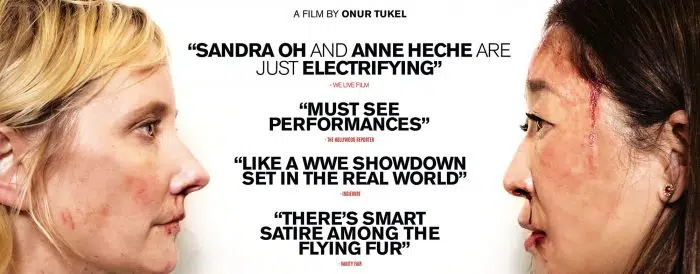 A FILM BY ONUR TUKEL
“SANDRA OH AND ANNE HECHE ARE
JUST ELECTRIFYING”
- WE LIVE FILM
“MUST SEE
PERFORMANCES”
- THE HOLLYWOOD REPORTER
“LIKE A WWE SHOWDOWN
SET IN THE REAL WORLD”
- INDIEWIRE
“THERE’S SMART
SATIRE AMONG THE
FLYING FUR”
- VANITY FAIR